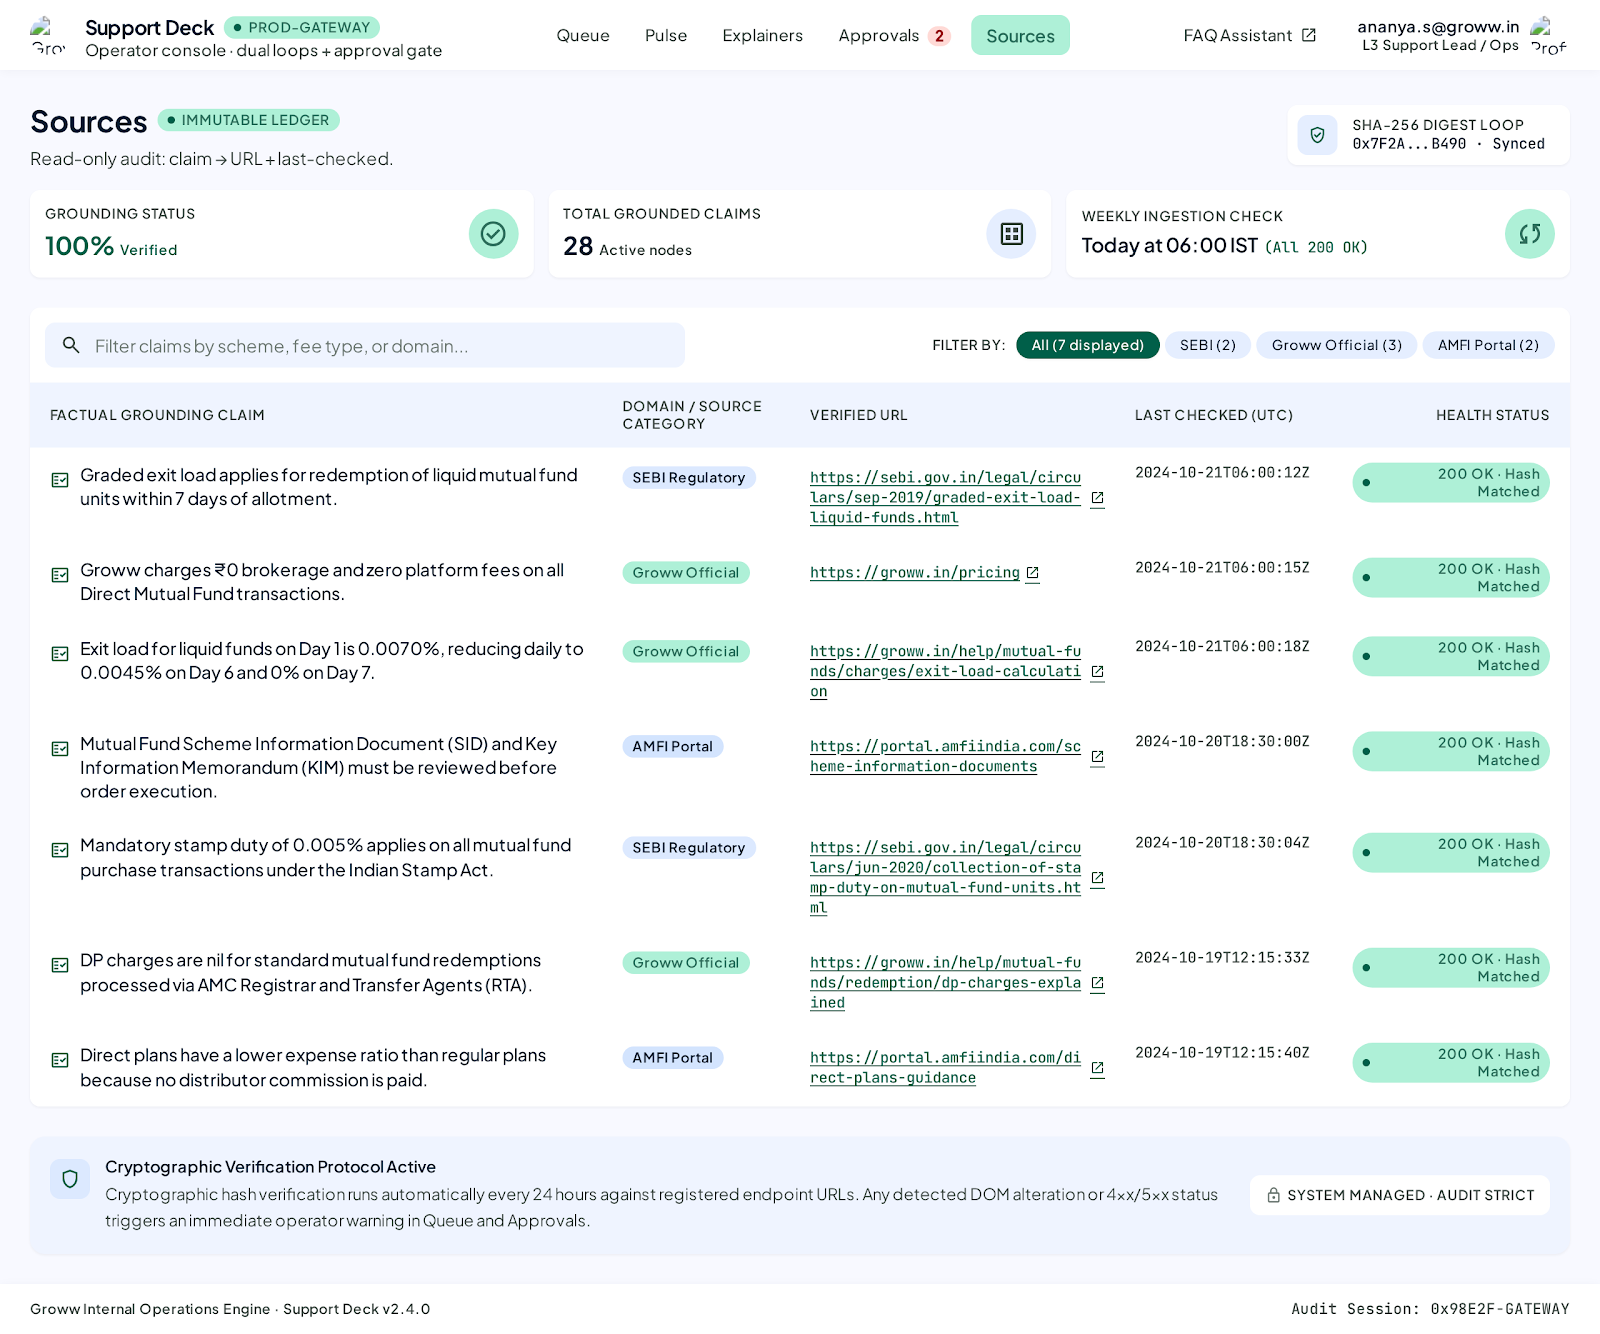 Support Deck
PROD-GATEWAY
Operator console · dual loops + approval gate
Queue
Pulse
Explainers
Approvals 2
Sources
FAQ Assistant
ananya.s@groww.in
L3 Support Lead / Ops
Sources
IMMUTABLE LEDGER
Read-only audit: claim → URL + last-checked.
SHA-256 DIGEST LOOP
0x7F2A...B490 · Synced
GROUNDING STATUS
100% Verified
TOTAL GROUNDED CLAIMS
28 Active nodes
WEEKLY INGESTION CHECK
Today at 06:00 IST (All 200 OK)
Filter claims by scheme, fee type, or domain...
FILTER BY:
All (7 displayed)
SEBI (2)
Groww Official (3)
AMFI Portal (2)
FACTUAL GROUNDING CLAIM
DOMAIN / SOURCE
CATEGORY
VERIFIED URL
LAST CHECKED (UTC)
HEALTH STATUS
Graded exit load applies for redemption of liquid mutual fund
units within 7 days of allotment.
SEBI Regulatory
https://sebi.gov.in/legal/circu
lars/sep-2019/graded-exit-load-
liquid-funds.html
2024-10-21T06:00:12Z
200 OK · Hash
Matched
Groww charges ₹0 brokerage and zero platform fees on all
Direct Mutual Fund transactions.
Groww Official
https://groww.in/pricing
2024-10-21T06:00:15Z
200 OK · Hash
Matched
Exit load for liquid funds on Day 1 is 0.0070%, reducing daily to
0.0045% on Day 6 and 0% on Day 7.
Groww Official
https://groww.in/help/mutual-fu
nds/charges/exit-load-calculati
on
2024-10-21T06:00:18Z
200 OK · Hash
Matched
Mutual Fund Scheme Information Document (SID) and Key
Information Memorandum (KIM) must be reviewed before
order execution.
AMFI Portal
https://portal.amfiindia.com/sc
heme-information-documents
2024-10-20T18:30:00Z
200 OK · Hash
Matched
Mandatory stamp duty of 0.005% applies on all mutual fund
purchase transactions under the Indian Stamp Act.
SEBI Regulatory
https://sebi.gov.in/legal/circu
lars/jun-2020/collection-of-sta
mp-duty-on-mutual-fund-units.ht
ml
2024-10-20T18:30:04Z
200 OK · Hash
Matched
DP charges are nil for standard mutual fund redemptions
processed via AMC Registrar and Transfer Agents (RTA).
Groww Official
https://groww.in/help/mutual-fu
nds/redemption/dp-charges-expla
ined
2024-10-19T12:15:33Z
200 OK · Hash
Matched
Direct plans have a lower expense ratio than regular plans
because no distributor commission is paid.
AMFI Portal
https://portal.amfiindia.com/di
rect-plans-guidance
2024-10-19T12:15:40Z
200 OK · Hash
Matched
Cryptographic Verification Protocol Active
Cryptographic hash verification runs automatically every 24 hours against registered endpoint URLs. Any detected DOM alteration or 4xx/5xx status
triggers an immediate operator warning in Queue and Approvals.
SYSTEM MANAGED · AUDIT STRICT
Groww Internal Operations Engine · Support Deck v2.4.0
Audit Session: 0x98E2F-GATEWAY